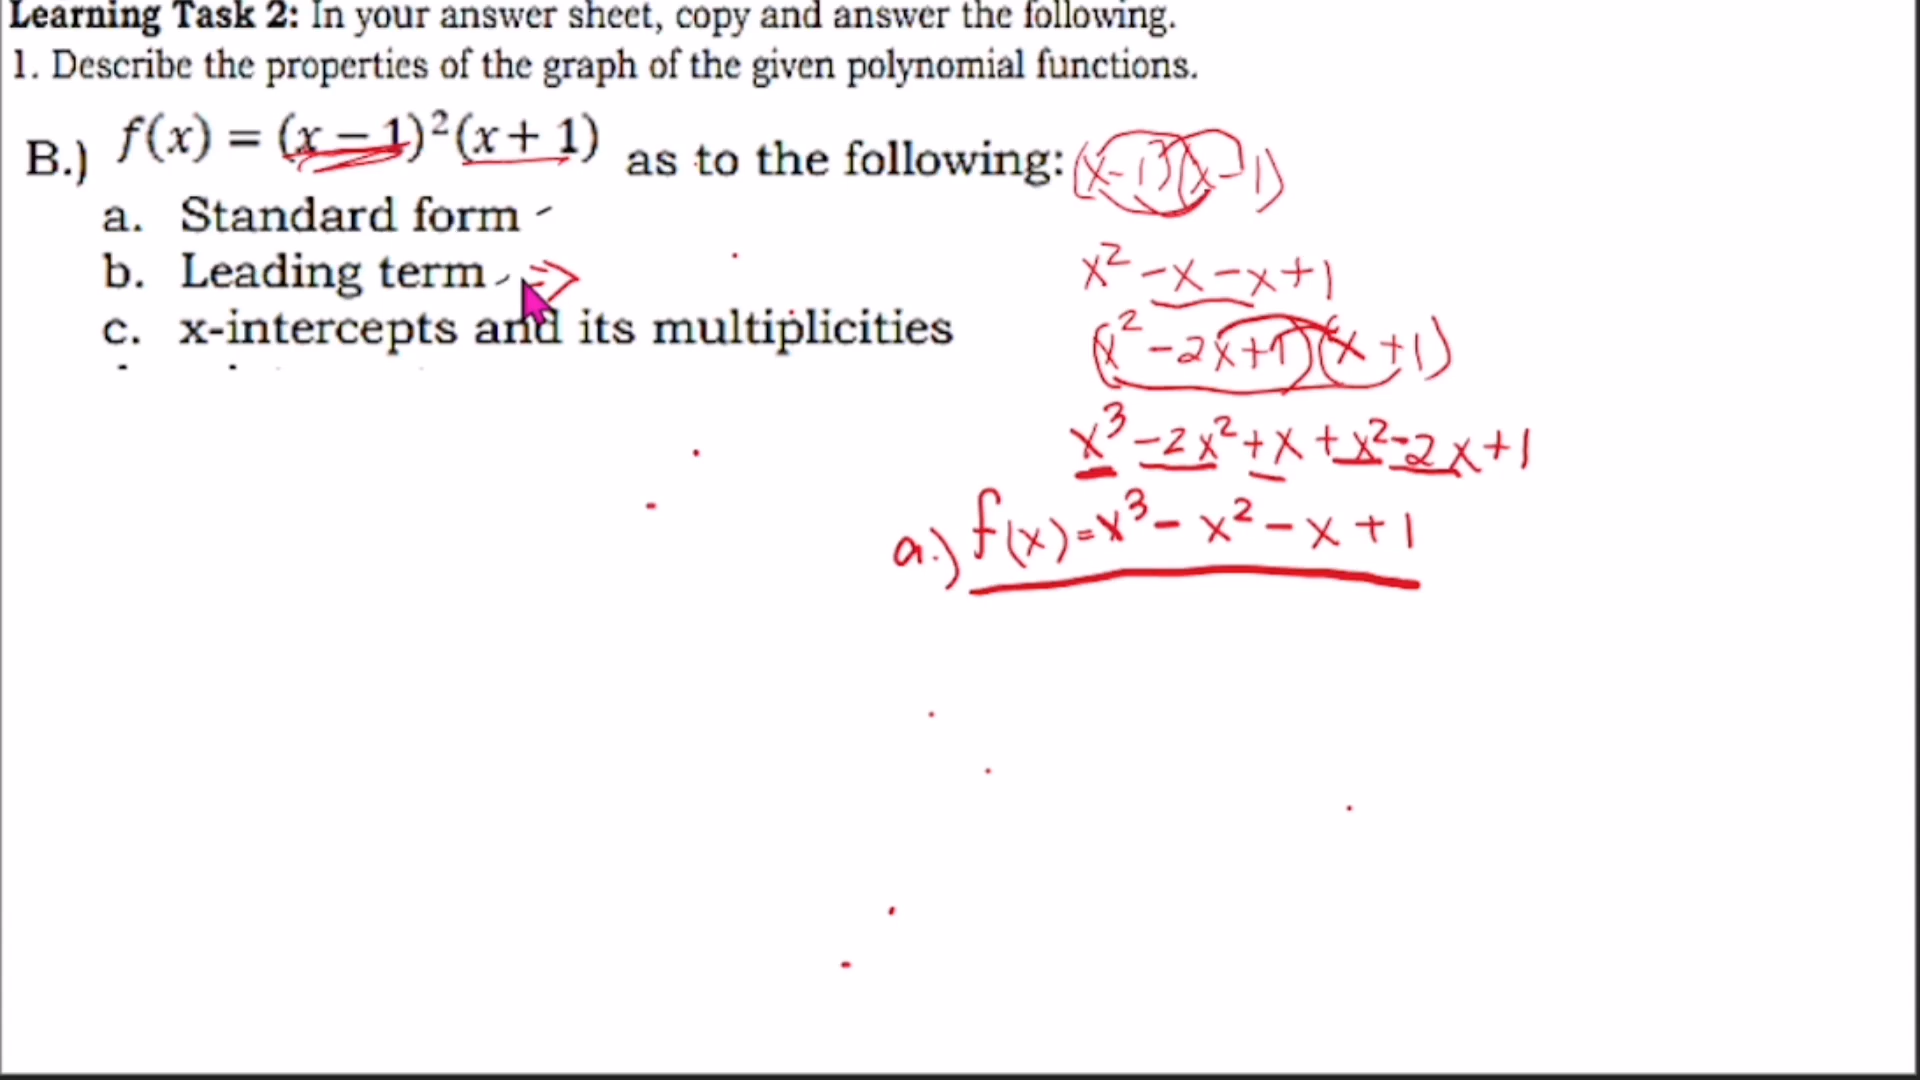 Learning Task 2: In your answer sheet, copy and answer the following.
1. Describe the properties of the graph of the given polynomial functions.
B.) f(x) = (x − 1)²(x + 1) as to the following: (x-1)(x-1)
a. Standard form -
b. Leading term - =>
x² - x - x + 1
c. x-intercepts and its multiplicities
(x² - 2x + 1)(x + 1)
x³ - 2x² + x + x² - 2x + 1
a.) f(x) = x³ - x² - x + 1